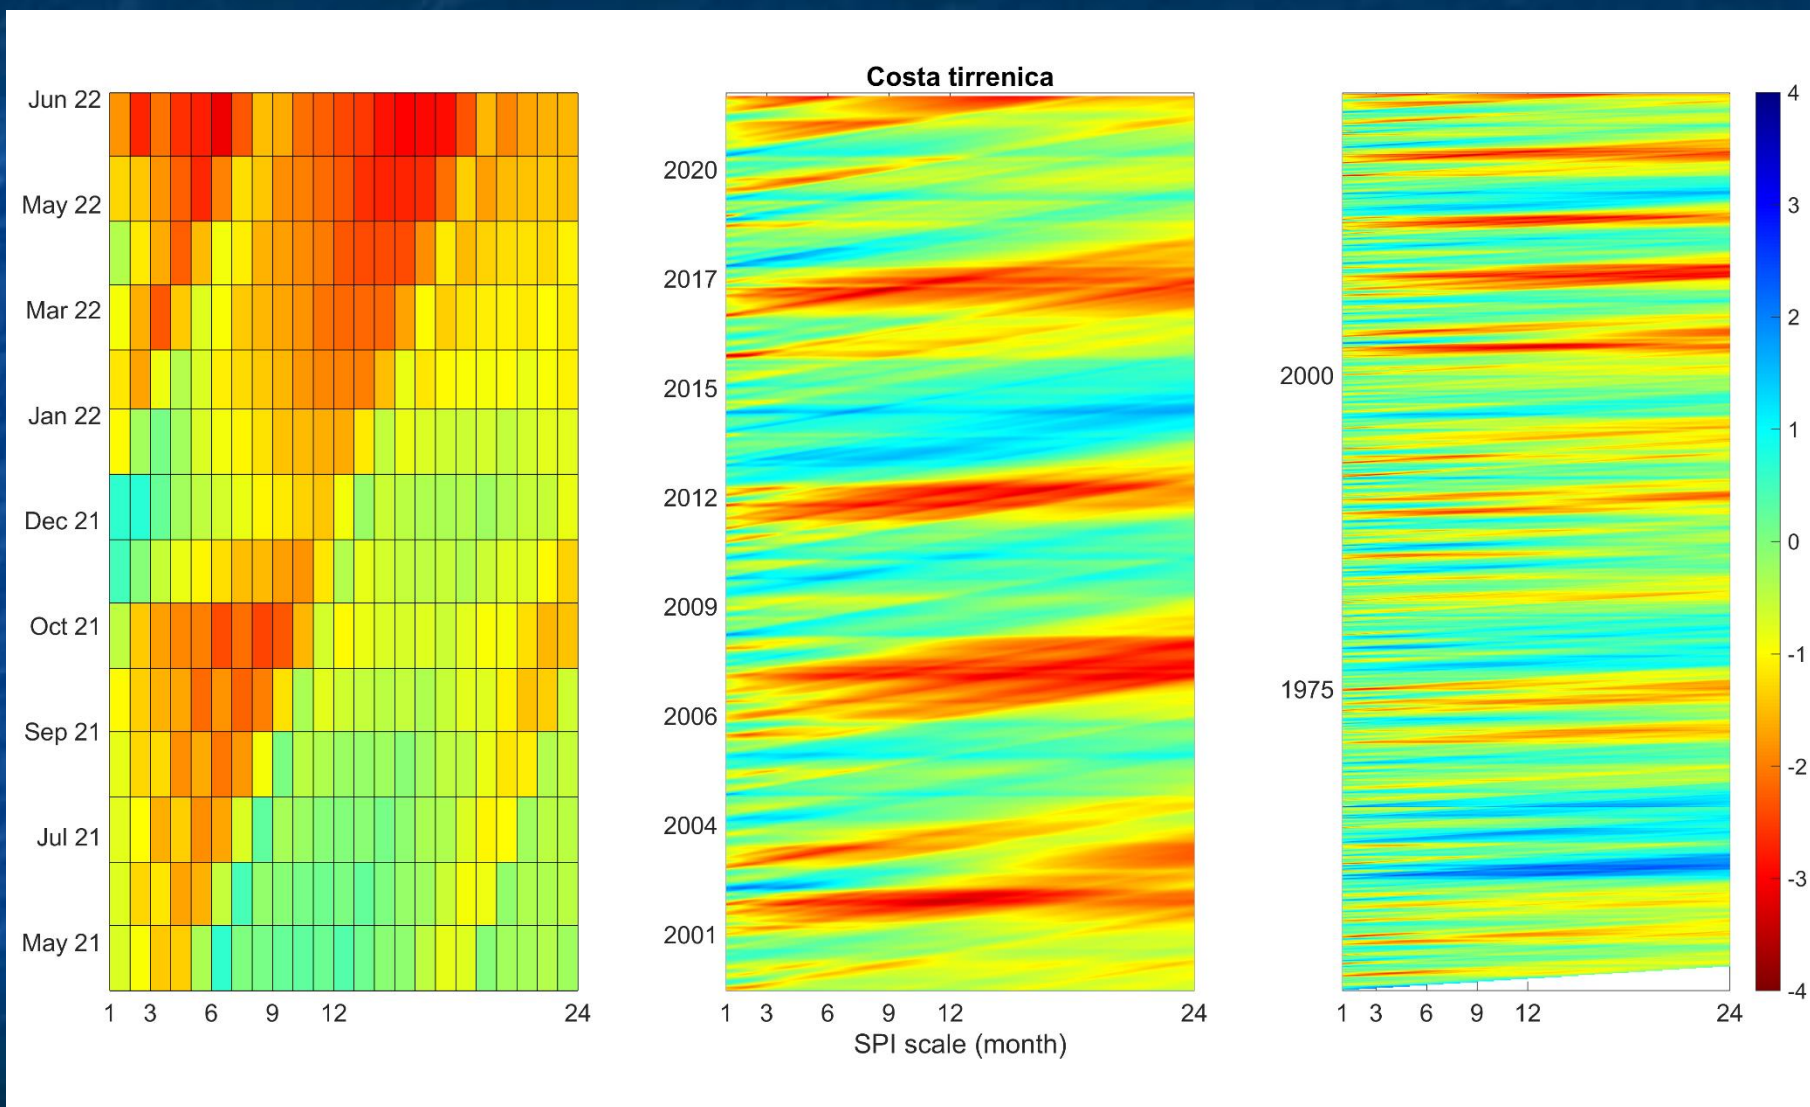 Costa tirrenica
Jun 22
May 22
Mar 22
Jan 22
Dec 21
Oct 21
Sep 21
Jul 21
May 21
1 3 6 9 12 24
2020
2017
2015
2012
2009
2006
2004
2001
1 3 6 9 12 24
SPI scale (month)
2000
1975
1 3 6 9 12 24
4
3
2
1
0
-1
-2
-3
-4